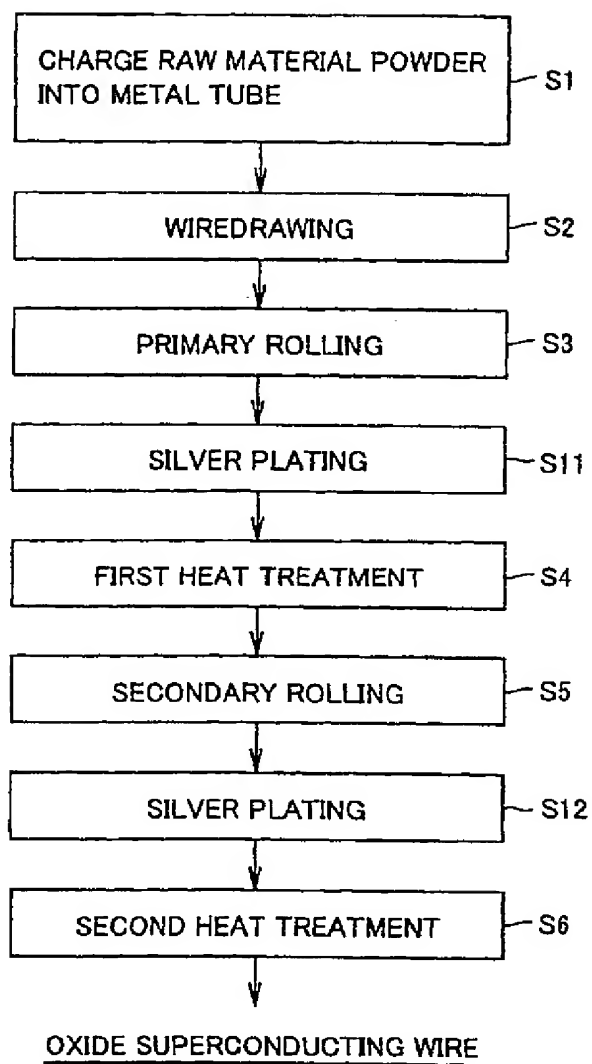 CHARGE RAW MATERIAL POWDER
INTO METAL TUBE
S1
WIREDRAWING
S2
PRIMARY ROLLING
S3
SILVER PLATING
S11
FIRST HEAT TREATMENT
S4
SECONDARY ROLLING
S5
SILVER PLATING
S12
SECOND HEAT TREATMENT
S6
OXIDE SUPERCONDUCTING WIRE